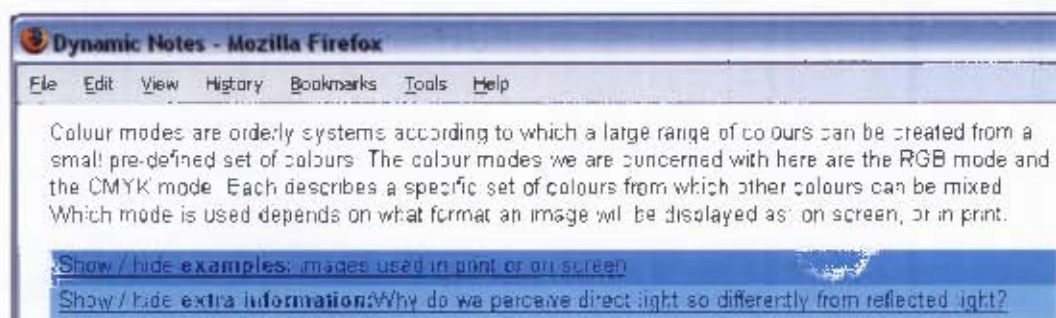 Dynamic Notes - Mozilla Firefox
File Edit View History Bookmarks Tools Help
Colour modes are orderly systems according to which a large range of colours can be created from a
small pre-defined set of colours. The colour modes we are concerned with here are the RGB mode and
the CMYK mode. Each describes a specific set of colours from which other colours can be mixed.
Which mode is used depends on what format an image will be displayed as: on screen, or in print.
Show / hide examples: images used in print or on screen
Show / hide extra information:Why do we perceive direct light so differently from reflected light?